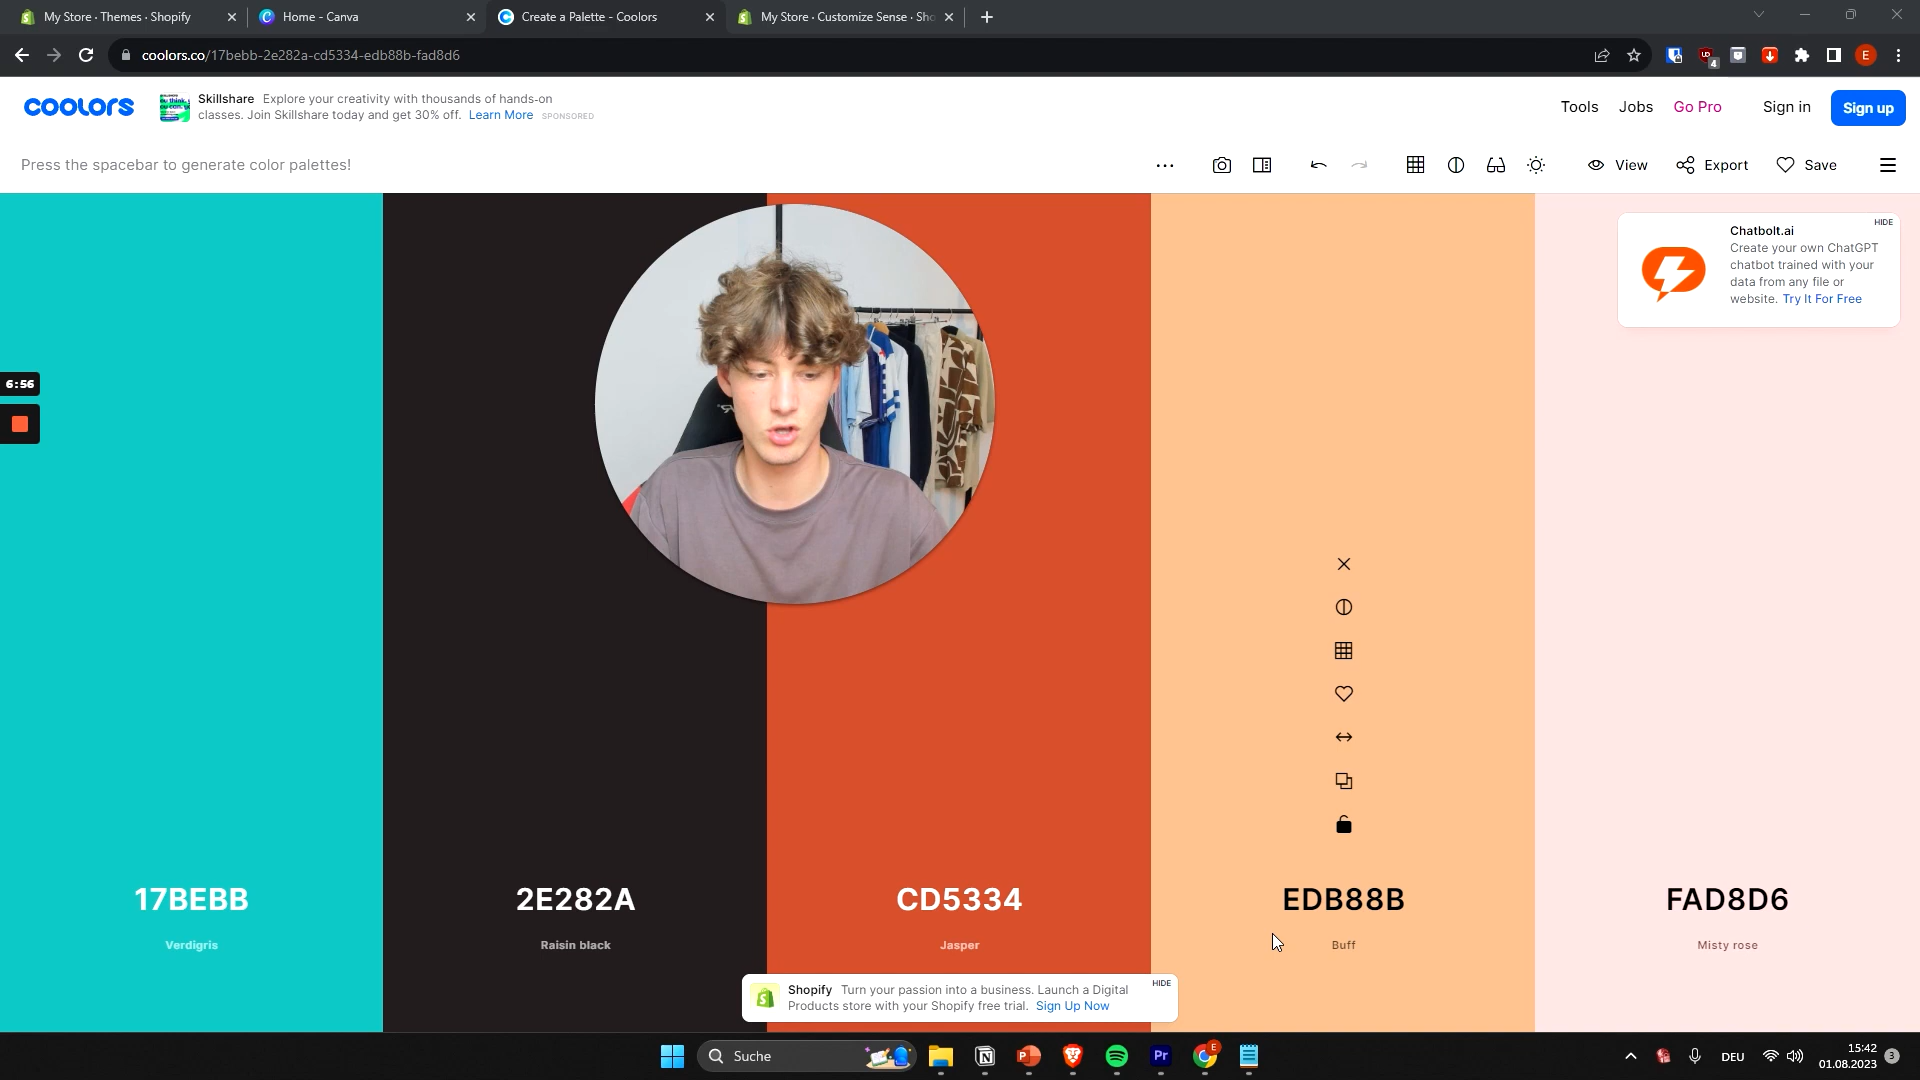 My Store · Themes · Shopify
Home - Canva
Create a Palette - Coolors
My Store · Customize Sense · Sho
coolors.co/17bebb-2e282a-cd5334-edb88b-fad8d6
4
E
coolors
Skillshare Explore your creativity with thousands of hands-on
classes. Join Skillshare today and get 30% off. Learn More SPONSORED
Tools
Jobs
Go Pro
Sign in
Sign up
Press the spacebar to generate color palettes!
View
Export
Save
HIDE
Chatbolt.ai
Create your own ChatGPT
chatbot trained with your
data from any file or
website. Try It For Free
6:56
17BEBB
Verdigris
2E282A
Raisin black
CD5334
Jasper
EDB88B
Buff
FAD8D6
Misty rose
Shopify Turn your passion into a business. Launch a Digital
Products store with your Shopify free trial. Sign Up Now
HIDE
Suche
DEU
15:42
01.08.2023
3